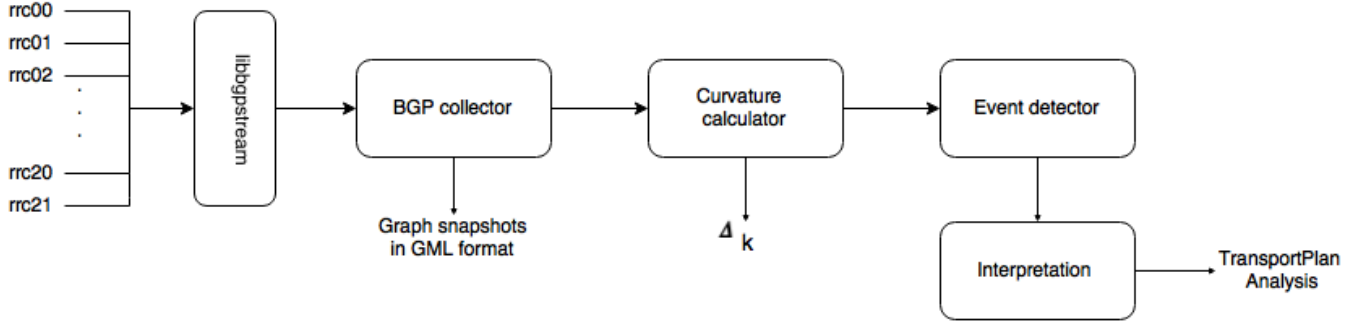 rrc00
rrc01
rrc02
.
.
.
rrc20
rrc21
libbgpstream
BGP collector
Graph snapshots
in GML format
Curvature
calculator
Δ
k
Event detector
Interpretation
TransportPlan
Analysis